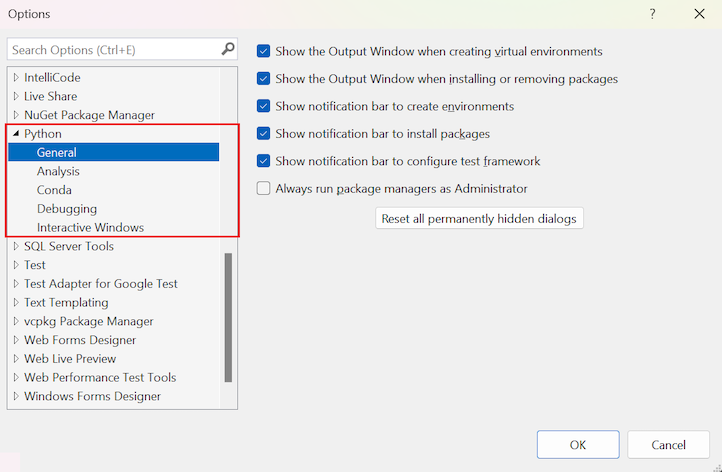 Options
?
Search Options (Ctrl+E)
IntelliCode
Live Share
NuGet Package Manager
Python
General
Analysis
Conda
Debugging
Interactive Windows
SQL Server Tools
Test
Test Adapter for Google Test
Text Templating
vcpkg Package Manager
Web Forms Designer
Web Live Preview
Web Performance Test Tools
Windows Forms Designer
Show the Output Window when creating virtual environments
Show the Output Window when installing or removing packages
Show notification bar to create environments
Show notification bar to install packages
Show notification bar to configure test framework
Always run package managers as Administrator
Reset all permanently hidden dialogs
OK
Cancel